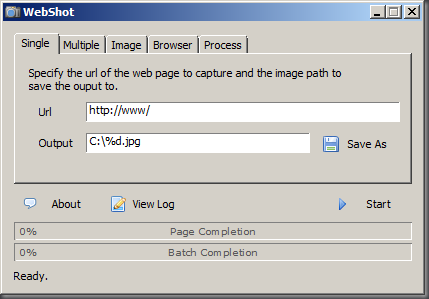 WebShot
Single Multiple Image Browser Process
Specify the url of the web page to capture and the image path to
save the ouput to.
Url http://www/
Output C:\%d.jpg Save As
About View Log Start
0% Page Completion
0% Batch Completion
Ready.